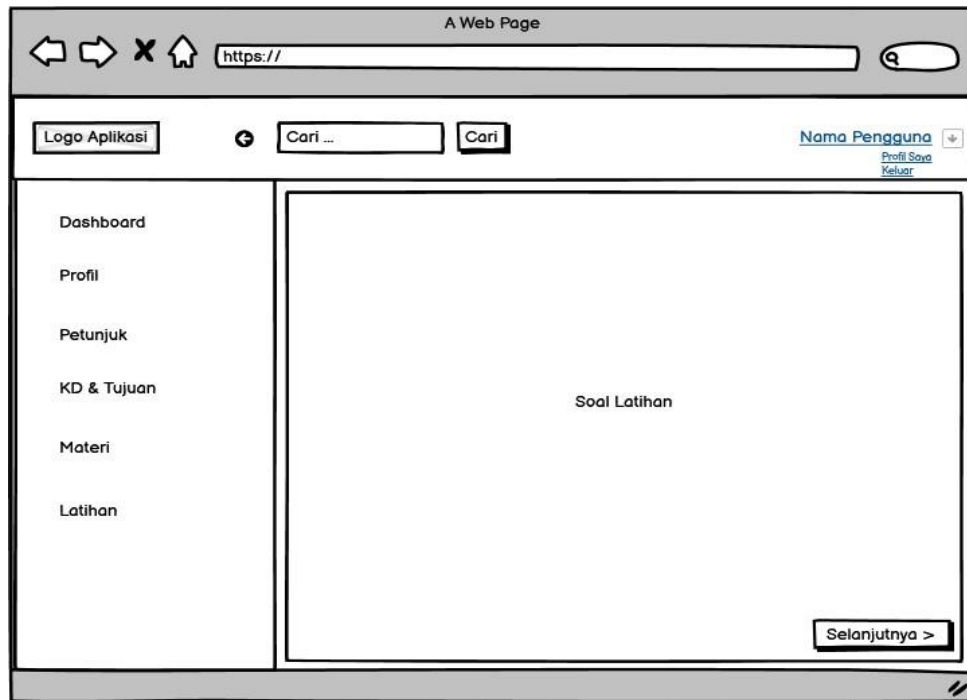 A Web Page
https://
Logo Aplikasi
Cari ...
Cari
Nama Pengguna
Profil Saya
Keluar
Dashboard
Profil
Petunjuk
KD & Tujuan
Materi
Latihan
Soal Latihan
Selanjutnya >